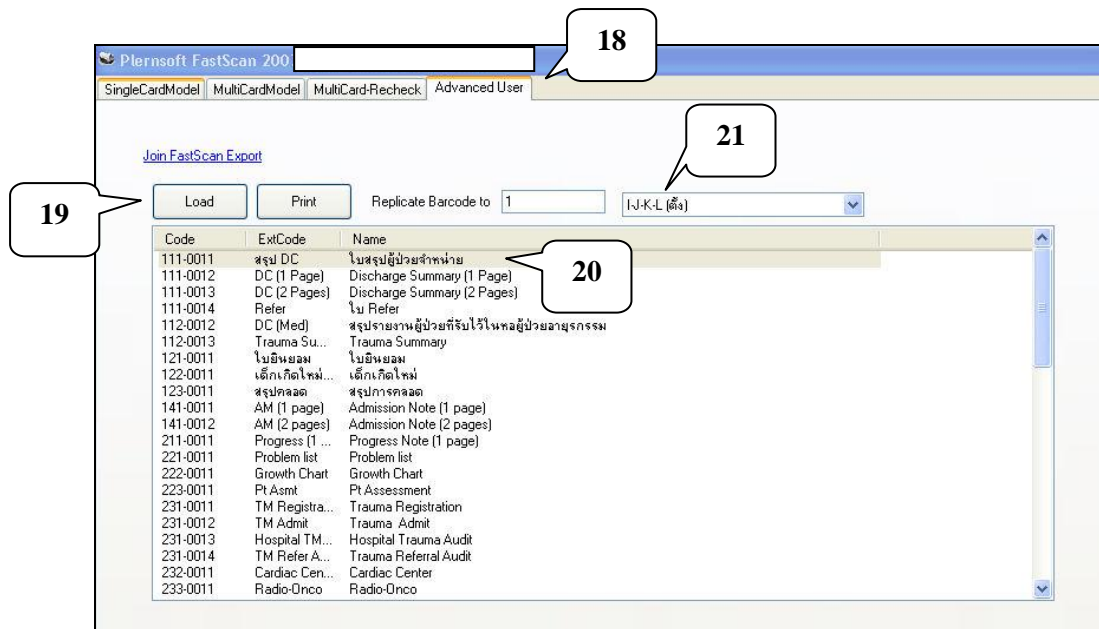 18
Plernsoft FastScan 200
SingleCardModel MultiCardModel MultiCard-Recheck Advanced User
21
Join FastScan Export
19
Load Print Replicate Barcode to 1 I-J-K-L (ตั้ง)
Code ExtCode Name
111-0011 สรุป DC ใบสรุปผู้ป่วยจำหน่าย
20
111-0012 DC (1 Page) Discharge Summary (1 Page)
111-0013 DC (2 Pages) Discharge Summary (2 Pages)
111-0014 Refer ใบ Refer
112-0012 DC (Med) สรุปรายงานผู้ป่วยที่รับไว้ในหอผู้ป่วยอายุรกรรม
112-0013 Trauma Su... Trauma Summary
121-0011 ใบยินยอม ใบยินยอม
122-0011 เด็กเกิดใหม่... เด็กเกิดใหม่
123-0011 สรุปคลอด สรุปการคลอด
141-0011 AM (1 page) Admission Note (1 page)
141-0012 AM (2 pages) Admission Note (2 pages)
211-0011 Progress (1 ... Progress Note (1 page)
221-0011 Problem list Problem list
222-0011 Growth Chart Growth Chart
223-0011 Pt Asmt Pt Assessment
231-0011 TM Registra... Trauma Registration
231-0012 TM Admit Trauma Admit
231-0013 Hospital TM... Hospital Trauma Audit
231-0014 TM Refer A... Trauma Referral Audit
232-0011 Cardiac Cen... Cardiac Center
233-0011 Radio-Onco Radio-Onco